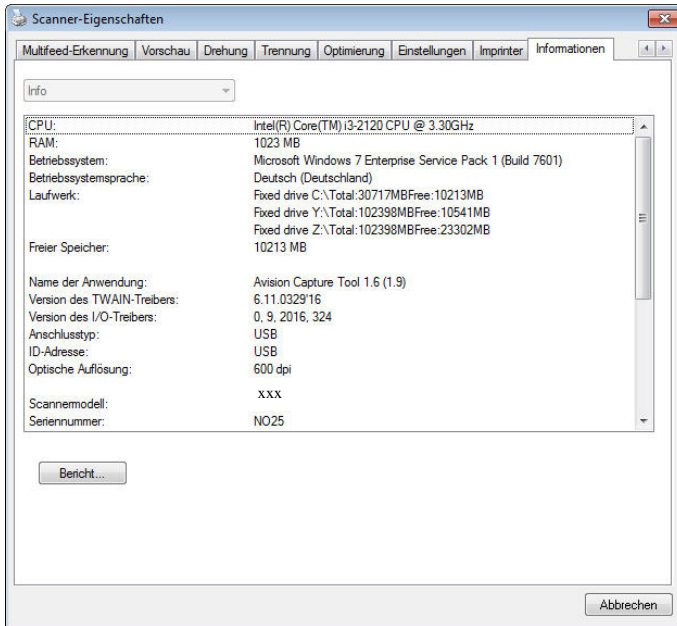 Scanner-Eigenschaften
Multifeed-Erkennung Vorschau Drehung Trennung Optimierung Einstellungen Imprinter Informationen
Info
CPU: Intel(R) Core(TM) i3-2120 CPU @ 3.30GHz
RAM: 1023 MB
Betriebssystem: Microsoft Windows 7 Enterprise Service Pack 1 (Build 7601)
Betriebssystemsprache: Deutsch (Deutschland)
Laufwerk: Fixed drive C:\Total:30717MBFree:10213MB
Fixed drive Y:\Total:102398MBFree:10541MB
Fixed drive Z:\Total:102398MBFree:23302MB
Freier Speicher: 10213 MB
Name der Anwendung: Avision Capture Tool 1.6 (1.9)
Version des TWAIN-Treibers: 6.11.0329'16
Version des I/O-Treibers: 0, 9, 2016, 324
Anschlusstyp: USB
ID-Adresse: USB
Optische Auflösung: 600 dpi
Scannermodell: xxx
Seriennummer: NO25
Bericht...
Abbrechen